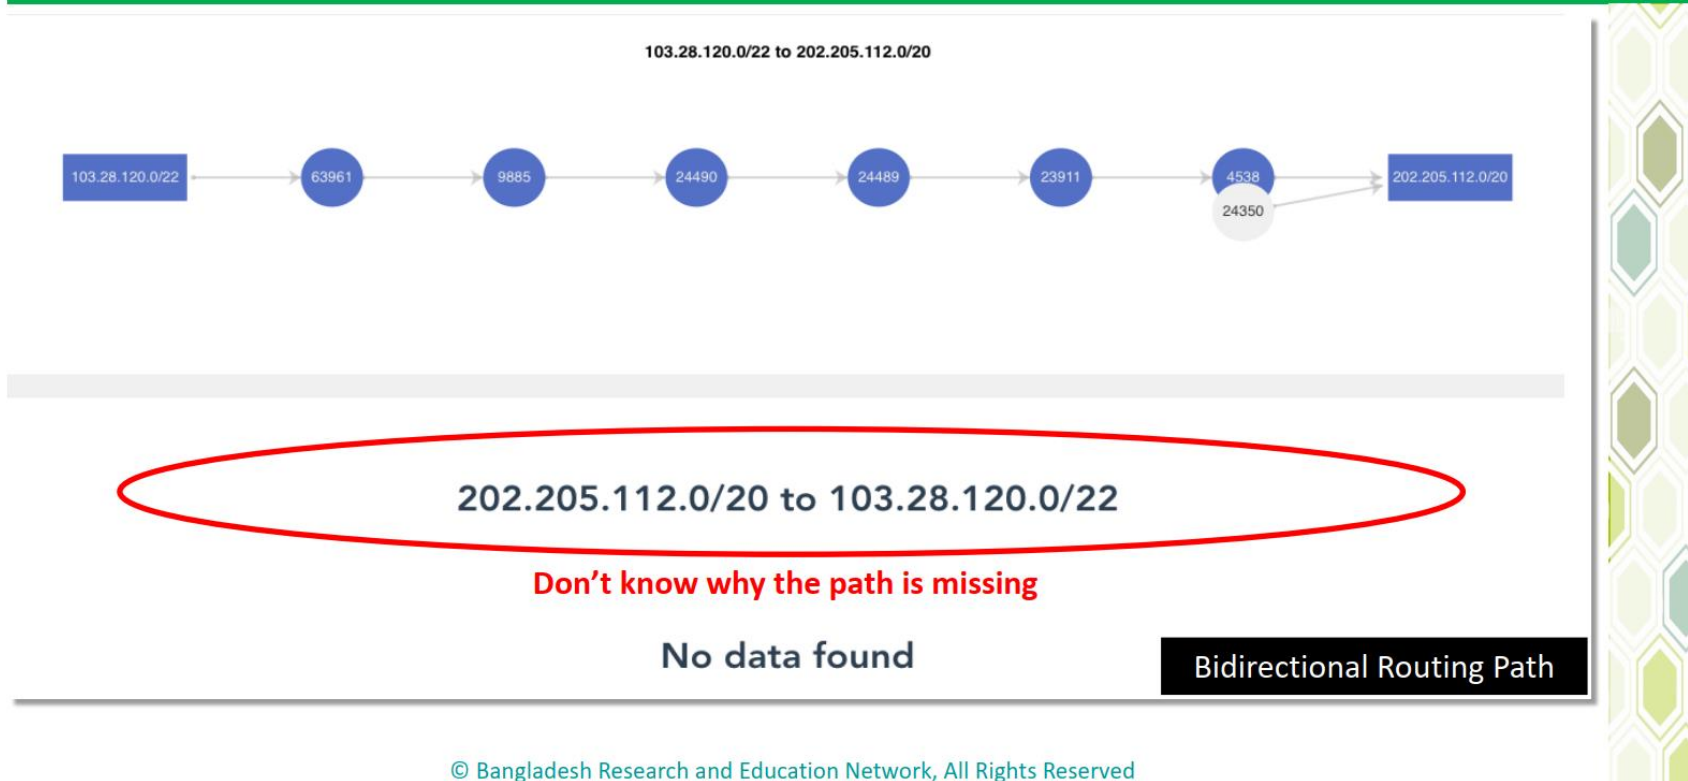 103.28.120.0/22 to 202.205.112.0/20
103.28.120.0/22
63961
9885
24490
24489
23911
4538
24350
202.205.112.0/20
202.205.112.0/20 to 103.28.120.0/22
Don’t know why the path is missing
No data found
Bidirectional Routing Path
© Bangladesh Research and Education Network, All Rights Reserved